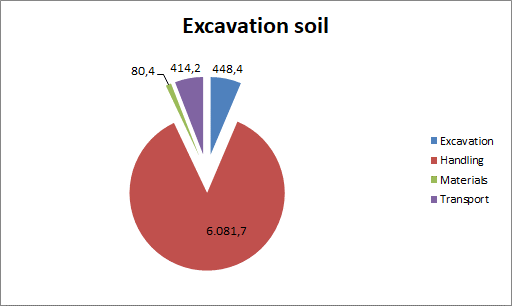 Excavation soil
80,4
414,2
448,4
6.081,7
Excavation
Handling
Materials
Transport